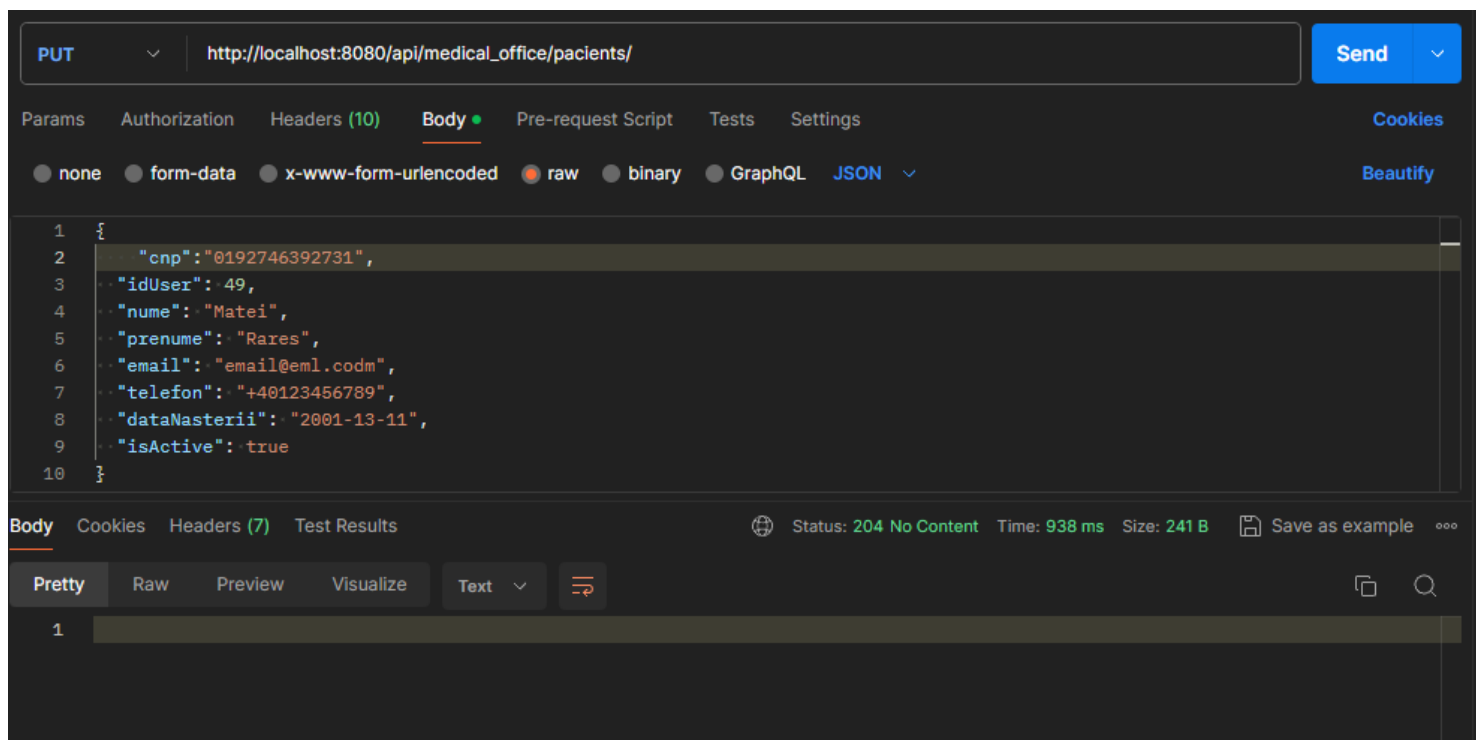 PUT http://localhost:8080/api/medical_office/pacients/ Send
Params Authorization Headers (10) Body Pre-request Script Tests Settings Cookies
none form-data x-www-form-urlencoded raw binary GraphQL JSON Beautify
1 {
2 "cnp":"0192746392731",
3 "idUser": 49,
4 "nume": "Matei",
5 "prenume": "Rares",
6 "email": "email@eml.codm",
7 "telefon": "+40123456789",
8 "dataNasterii": "2001-13-11",
9 "isActive": true
10 }
Body Cookies Headers (7) Test Results Status: 204 No Content Time: 938 ms Size: 241 B Save as example
Pretty Raw Preview Visualize Text
1